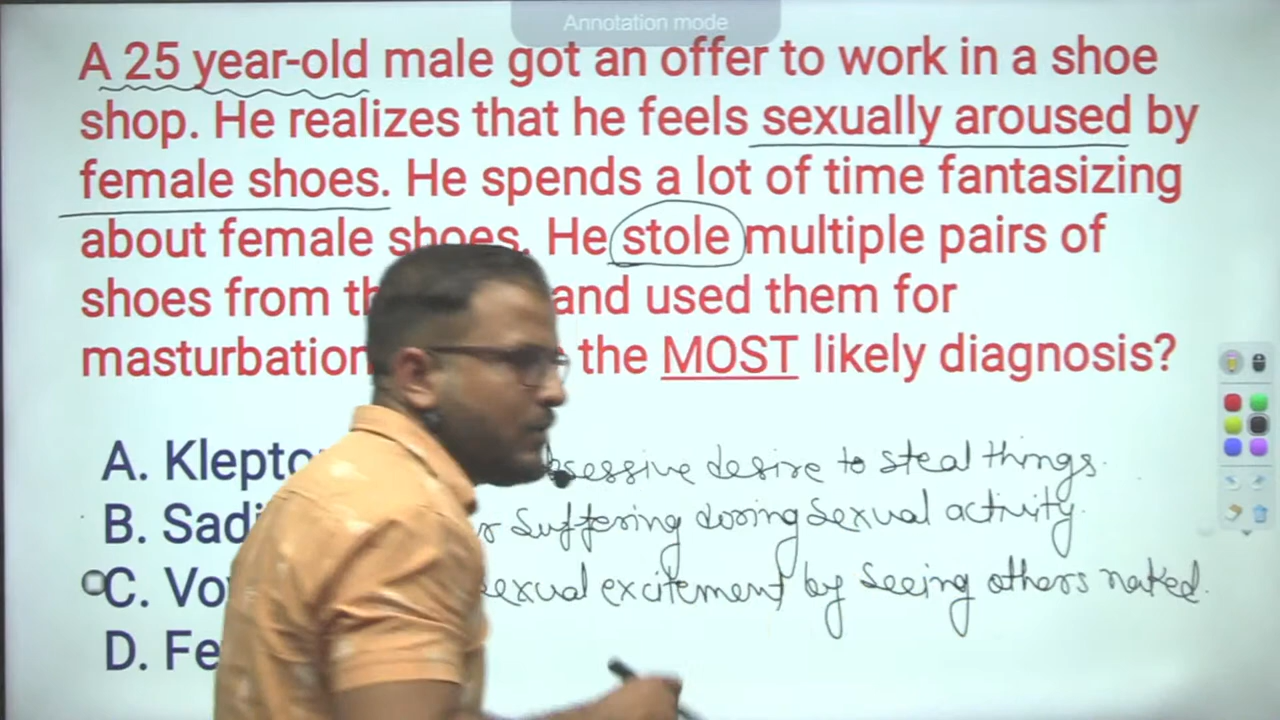 Annotation mode
A 25 year-old male got an offer to work in a shoe
shop. He realizes that he feels sexually aroused by
female shoes. He spends a lot of time fantasizing
about female shoes. He stole multiple pairs of
shoes from and used them for
masturbation the MOST likely diagnosis?
A. Klepto obsessive desire to steal things.
B. Sadi suffering during sexual activity.
C. Vo sexual excitement by seeing others naked.
D. Fe